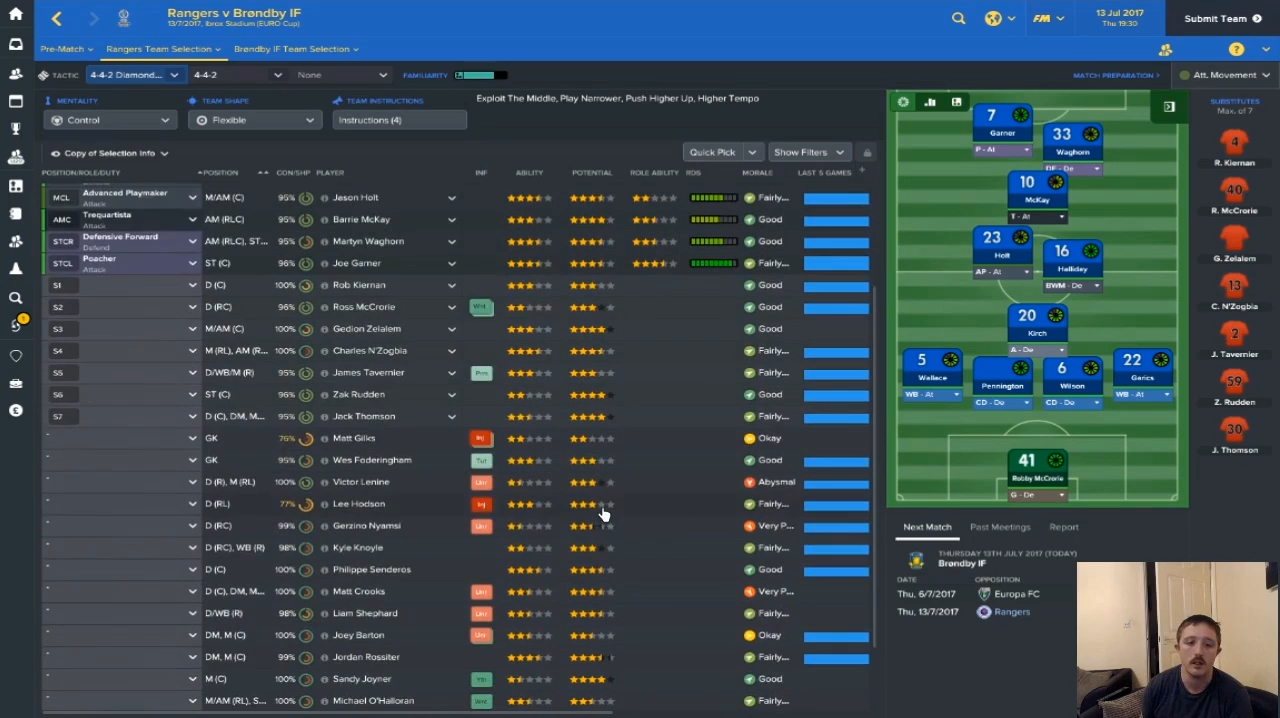 Rangers v Brøndby IF
13/7/2017, Ibrox Stadium (EURO Cup)
FM
13 Jul 2017
Thu 19:30
Submit Team
Pre-Match
Rangers Team Selection
Brøndby IF Team Selection
TACTIC
4-4-2 Diamond...
4-4-2
None
FAMILIARITY
MATCH PREPARATION >
Att. Movement
MENTALITY
TEAM SHAPE
TEAM INSTRUCTIONS
Exploit The Middle, Play Narrower, Push Higher Up, Higher Tempo
Control
Flexible
Instructions (4)
Copy of Selection Info
Quick Pick
Show Filters
POSITION/ROLE/DUTY POSITION CON/SHP PLAYER INF ABILITY POTENTIAL ROLE ABILITY RDS MORALE LAST 5 GAMES
MCL Advanced Playmaker Attack M/AM (C) 95% Jason Holt Fairly...
AMC Trequartista Attack AM (RLC) 95% Barrie McKay Good
STCR Defensive Forward Defend AM (RLC), ST... 95% Martyn Waghorn Good
STCL Poacher Attack ST (C) 96% Joe Garner Fairly...
S1 D (C) 100% Rob Kiernan Good
S2 D (RC) 96% Ross McCrorie Wnt Good
S3 M/AM (C) 100% Gedion Zelalem Good
S4 M (RL), AM (R... 100% Charles N'Zogbia Fairly...
S5 D/WB/M (R) 95% James Tavernier Fairly...
S6 ST (C) 96% Zak Rudden Good
S7 D (C), DM, M... 95% Jack Thomson Fairly...
- GK 76% Matt Gilks Inj Okay
- GK 95% Wes Foderingham Tut Good
- D (R), M (RL) 100% Victor Lenine Unr Abysmal
- D (RL) 77% Lee Hodson Inj Fairly...
- D (RC) 99% Gerzino Nyamsi Unr Very P...
- D (RC), WB (R) 98% Kyle Knoyle Fairly...
- D (C) 100% Philippe Senderos Good
- D (C), DM, M... 100% Matt Crooks Unr Very P...
- D/WB (R) 98% Liam Shephard Unr Fairly...
- DM, M (C) 100% Joey Barton Unr Okay
- DM, M (C) 99% Jordan Rossiter Fairly...
- M (C) 100% Sandy Joyner Yth Good
- M/AM (RL), S... 100% Michael O'Halloran Wnt Fairly...
7
Garner
P - At
33
Waghorn
DF - De
10
McKay
T - At
23
Holt
AP - At
16
Halliday
BWM - De
20
Kirch
A - De
5
Wallace
WB - At
Pennington
CD - De
6
Wilson
CD - De
22
Garics
WB - At
41
Robby McCrorie
G - De
SUBSTITUTES
Max. of 7
4
R. Kiernan
40
R. McCrorie
G. Zelalem
13
C. N'Zogbia
2
J. Tavernier
59
Z. Rudden
30
J. Thomson
Next Match
Past Meetings
Report
THURSDAY 13TH JULY 2017 (TODAY)
Brøndby IF
DATE
OPPOSITION
Thu, 6/7/2017
Europa FC
Thu, 13/7/2017
Rangers